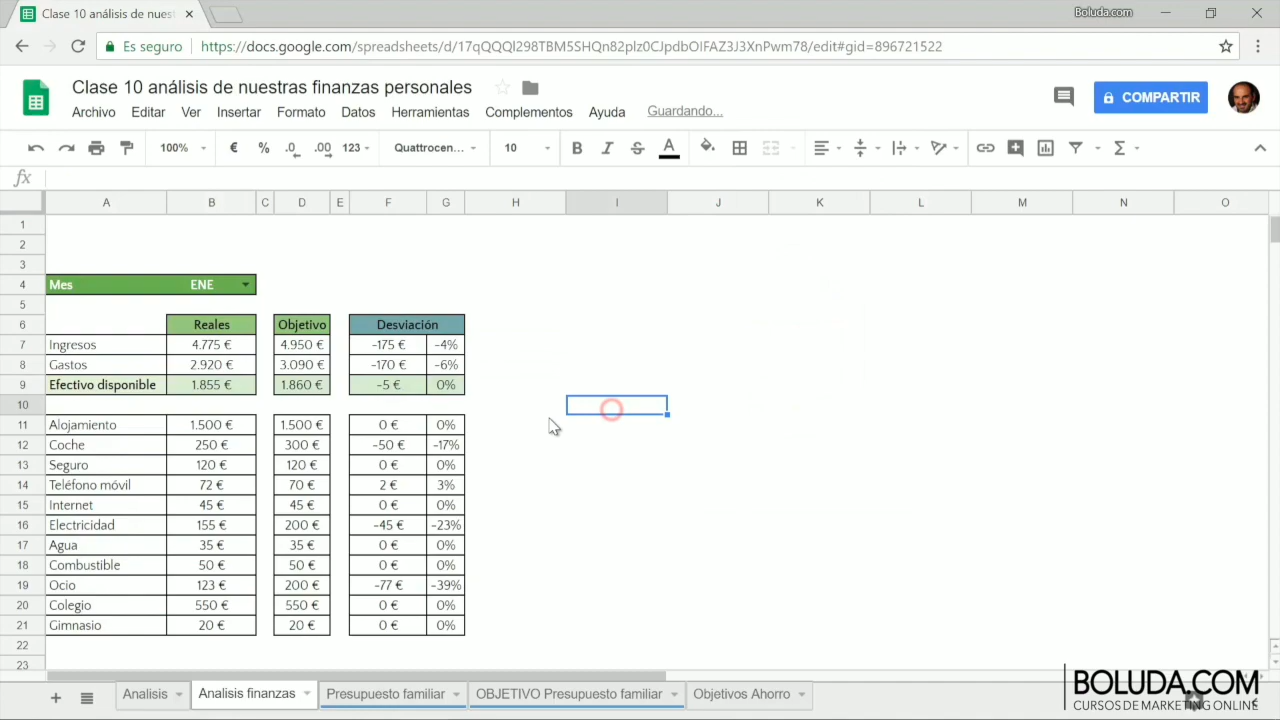 Clase 10 análisis de nuest
Boluda.com
Es seguro
https://docs.google.com/spreadsheets/d/17qQQQl298TBM5SHQn82plz0CJpdbOIFAZ3J3XnPwm78/edit#gid=896721522
Clase 10 análisis de nuestras finanzas personales
Archivo Editar Ver Insertar Formato Datos Herramientas Complementos Ayuda Guardando...
COMPARTIR
100% € % .0 .00 123 Quattrocen... 10 B I S A Σ
fx
A B C D E F G H I J K L M N O
1
2
3
4 Mes ENE
5
6 Reales Objetivo Desviación
7 Ingresos 4.775 € 4.950 € -175 € -4%
8 Gastos 2.920 € 3.090 € -170 € -6%
9 Efectivo disponible 1.855 € 1.860 € -5 € 0%
10
11 Alojamiento 1.500 € 1.500 € 0 € 0%
12 Coche 250 € 300 € -50 € -17%
13 Seguro 120 € 120 € 0 € 0%
14 Teléfono móvil 72 € 70 € 2 € 3%
15 Internet 45 € 45 € 0 € 0%
16 Electricidad 155 € 200 € -45 € -23%
17 Agua 35 € 35 € 0 € 0%
18 Combustible 50 € 50 € 0 € 0%
19 Ocio 123 € 200 € -77 € -39%
20 Colegio 550 € 550 € 0 € 0%
21 Gimnasio 20 € 20 € 0 € 0%
22
23
Analisis Analisis finanzas Presupuesto familiar OBJETIVO Presupuesto familiar Objetivos Ahorro
BOLUDA.COM
CURSOS DE MARKETING ONLINE